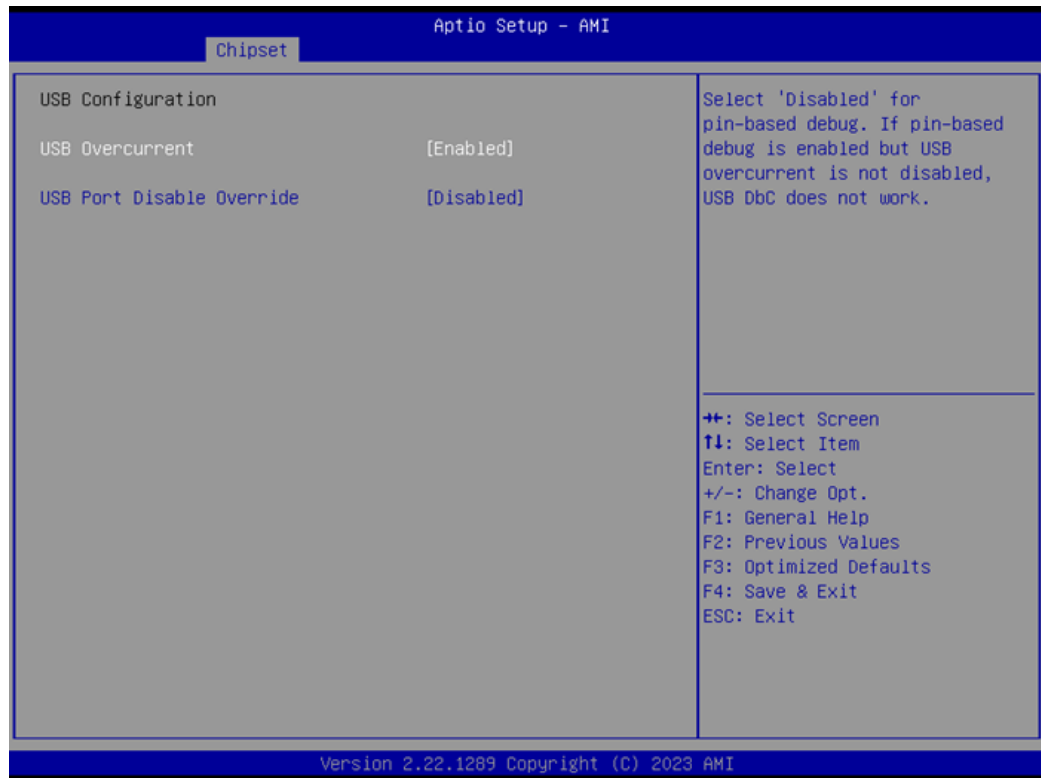 Aptio Setup – AMI
Chipset
USB Configuration
USB Overcurrent [Enabled]
USB Port Disable Override [Disabled]
Select 'Disabled' for
pin-based debug. If pin-based
debug is enabled but USB
overcurrent is not disabled,
USB DbC does not work.
→←: Select Screen
↑↓: Select Item
Enter: Select
+/-: Change Opt.
F1: General Help
F2: Previous Values
F3: Optimized Defaults
F4: Save & Exit
ESC: Exit
Version 2.22.1289 Copyright (C) 2023 AMI